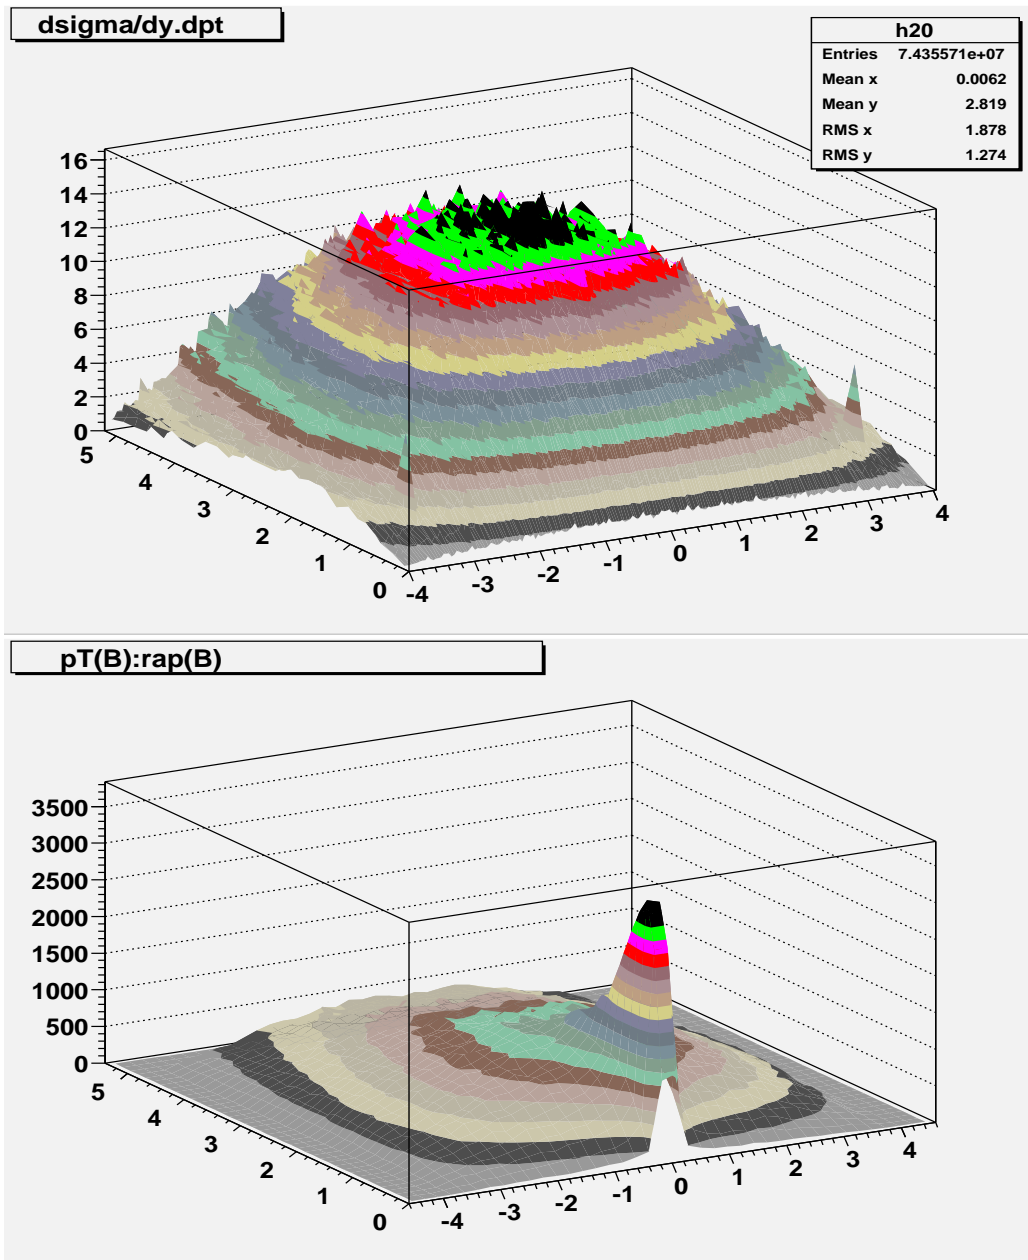 dsigma/dy.dpt
h20
Entries 7.435571e+07
Mean x 0.0062
Mean y 2.819
RMS x 1.878
RMS y 1.274
16
14
12
10
8
6
4
2
0
5 4 3 2 1 0
-4 -3 -2 -1 0 1 2 3 4
pT(B):rap(B)
3500
3000
2500
2000
1500
1000
500
0
5 4 3 2 1 0
-4 -3 -2 -1 0 1 2 3 4